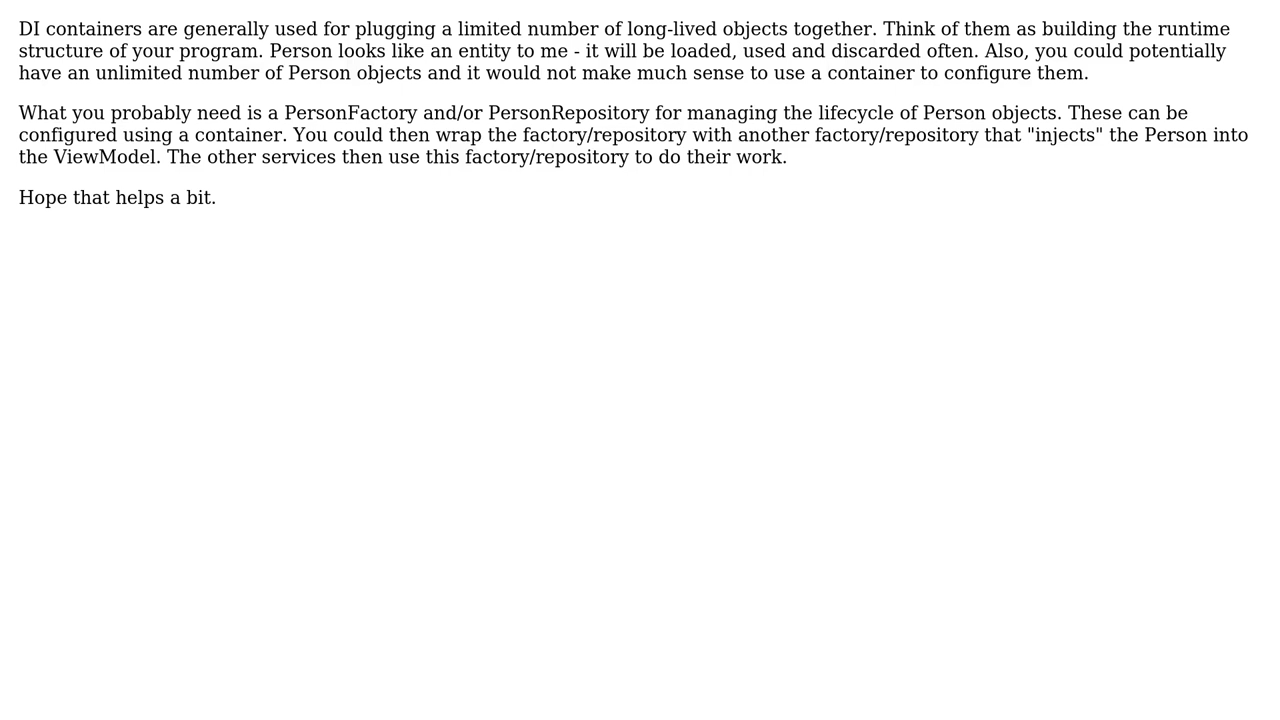 DI containers are generally used for plugging a limited number of long-lived objects together. Think of them as building the runtime
structure of your program. Person looks like an entity to me - it will be loaded, used and discarded often. Also, you could potentially
have an unlimited number of Person objects and it would not make much sense to use a container to configure them.
What you probably need is a PersonFactory and/or PersonRepository for managing the lifecycle of Person objects. These can be
configured using a container. You could then wrap the factory/repository with another factory/repository that "injects" the Person into
the ViewModel. The other services then use this factory/repository to do their work.
Hope that helps a bit.